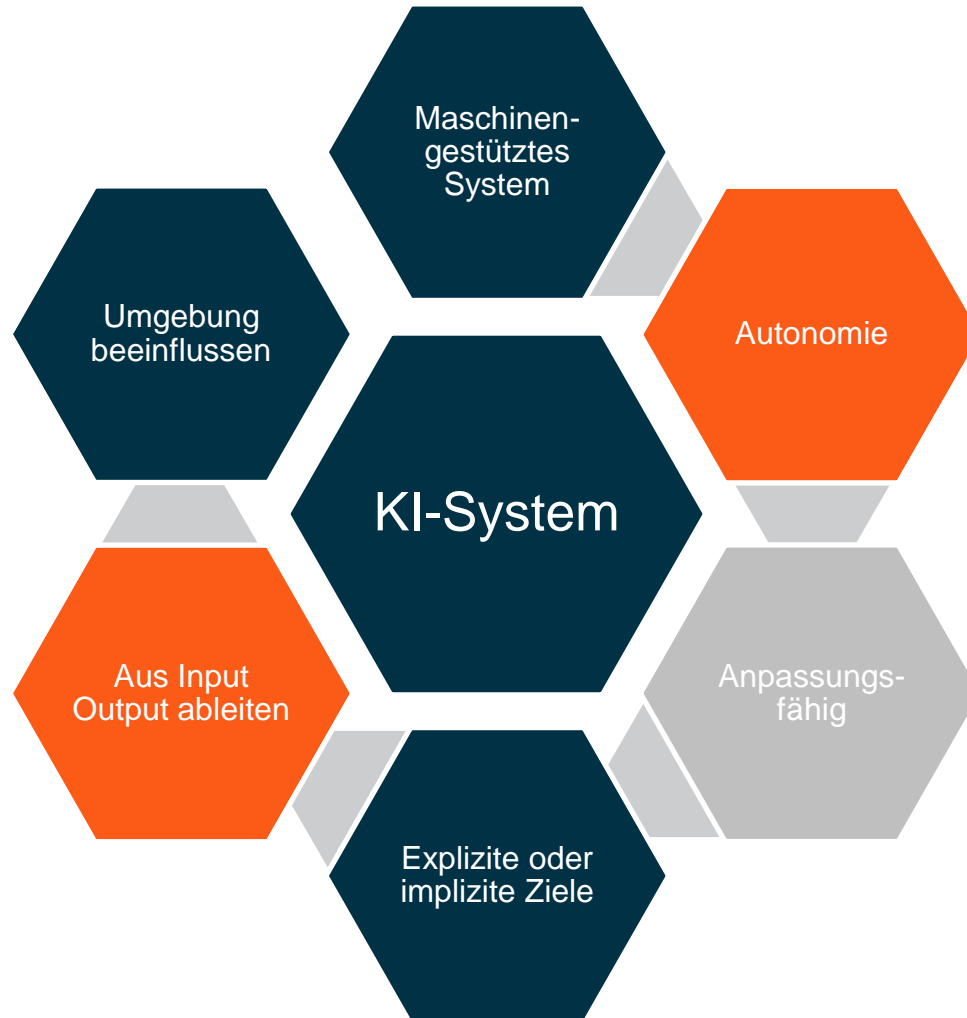 Maschinen-
gestütztes
System
Autonomie
Anpassungs-
fähig
Explizite oder
implizite Ziele
Aus Input
Output ableiten
Umgebung
beeinflussen
KI-System